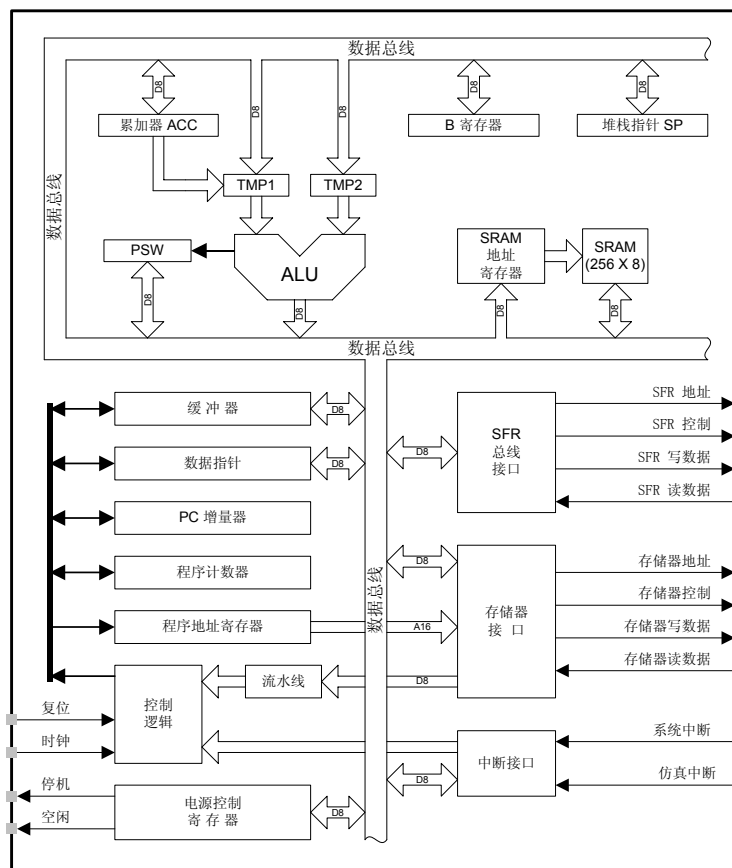 数据总线
D8
D8
D8
D8
D8
累加器 ACC
B 寄存器
堆栈指针 SP
TMP1
TMP2
数据总线
PSW
ALU
SRAM
地址
寄存器
SRAM
(256 X 8)
D8
D8
D8
D8
数据总线
缓 冲 器
D8
数据指针
D8
PC 增量器
程序计数器
程序地址寄存器
A16
数据总线
D8
SFR
总线
接口
SFR 地址
SFR 控制
SFR 写数据
SFR 读数据
D8
存储器
接 口
存储器地址
存储器控制
存储器写数据
存储器读数据
控制
逻辑
流水线
D8
复位
时钟
中断接口
D8
系统中断
仿真中断
停机
空闲
电源控制
寄 存 器
D8